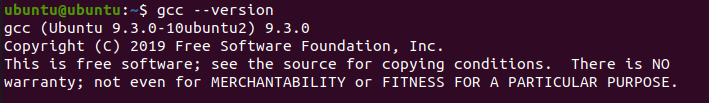 ubuntu@ubuntu:~$ gcc --version
gcc (Ubuntu 9.3.0-10ubuntu2) 9.3.0
Copyright (C) 2019 Free Software Foundation, Inc.
This is free software; see the source for copying conditions.  There is NO
warranty; not even for MERCHANTABILITY or FITNESS FOR A PARTICULAR PURPOSE.